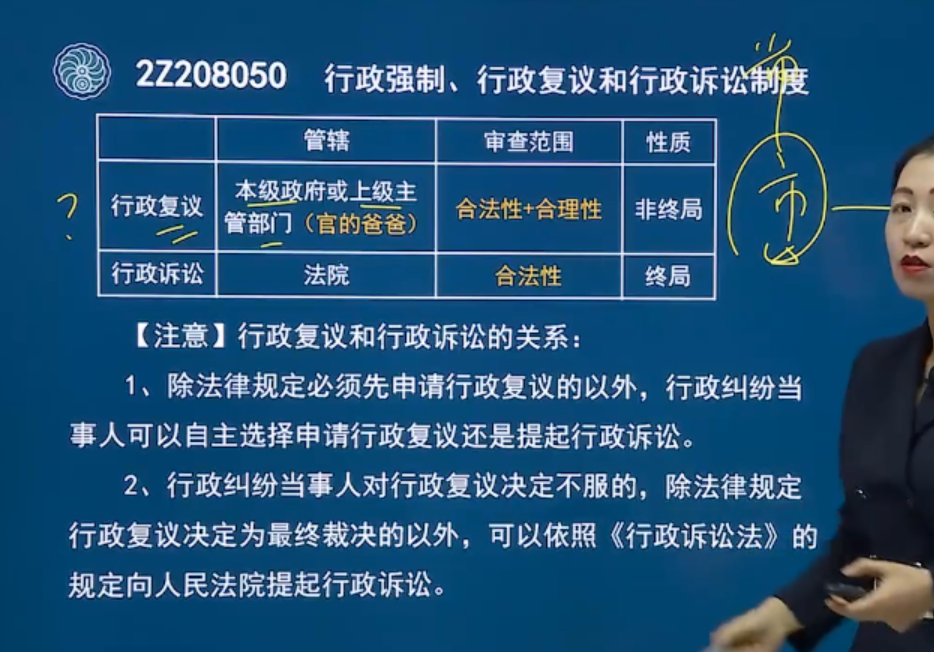 2Z208050 行政强制、行政复议和行政诉讼制度
管辖 审查范围 性质
行政复议 本级政府或上级主管部门（官的爸爸） 合法性+合理性 非终局
行政诉讼 法院 合法性 终局
【注意】行政复议和行政诉讼的关系：
1、除法律规定必须先申请行政复议的以外，行政纠纷当
事人可以自主选择申请行政复议还是提起行政诉讼。
2、行政纠纷当事人对行政复议决定不服的，除法律规定
行政复议决定为最终裁决的以外，可以依照《行政诉讼法》的
规定向人民法院提起行政诉讼。
?
市